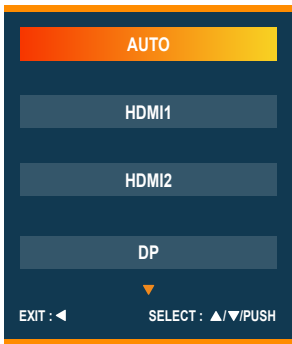 AUTO
HDMI1
HDMI2
DP
EXIT : ◀ SELECT : ▲/▼/PUSH